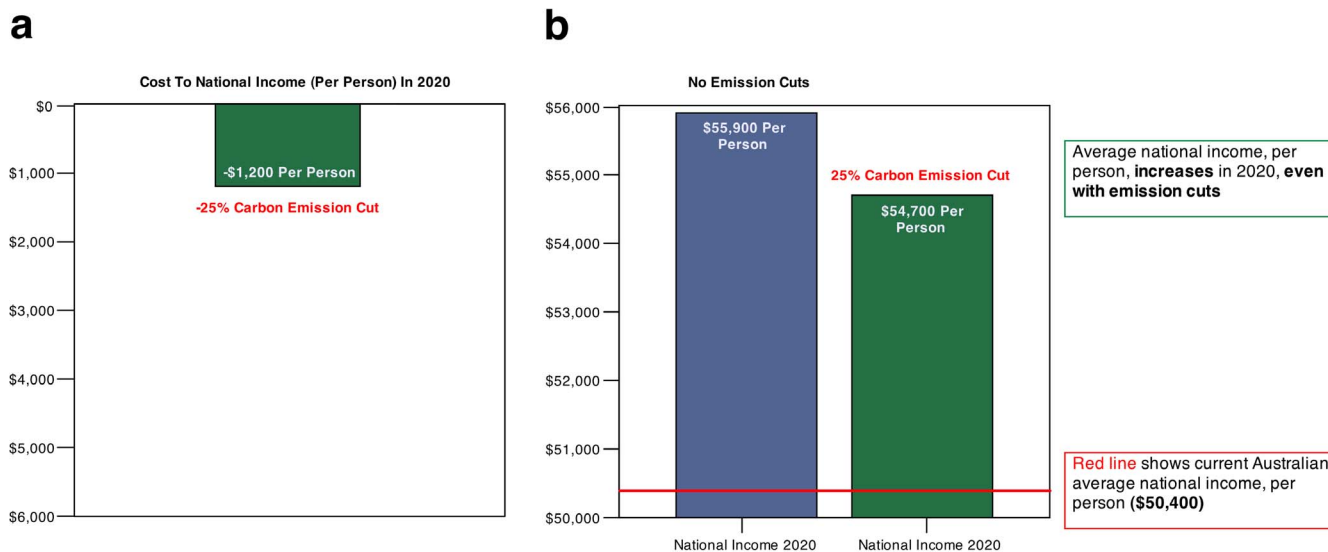 a
Cost To National Income (Per Person) In 2020
$0
$1,000
$2,000
$3,000
$4,000
$5,000
$6,000
-$1,200 Per Person
-25% Carbon Emission Cut
b
No Emission Cuts
$56,000
$55,000
$54,000
$53,000
$52,000
$51,000
$50,000
$55,900 Per
Person
25% Carbon Emission Cut
$54,700 Per
Person
National Income 2020
National Income 2020
Average national income, per
person, increases in 2020, even
with emission cuts
Red line shows current Australian
average national income, per
person ($50,400)